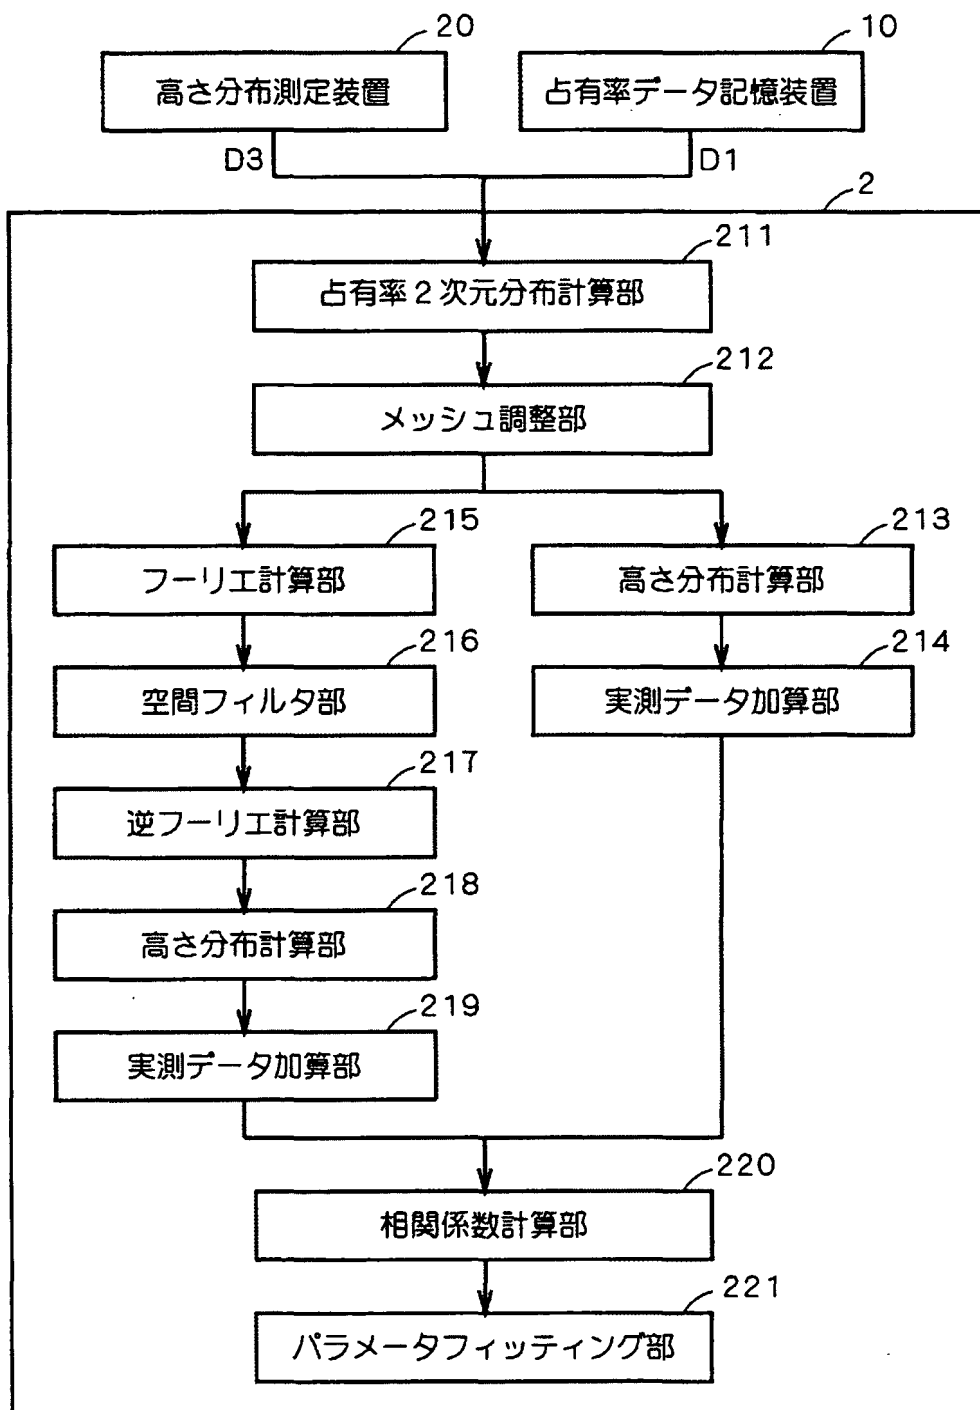 20
10
高さ分布測定装置
占有率データ記憶装置
D3
D1
2
211
占有率２次元分布計算部
212
メッシュ調整部
215
213
フーリエ計算部
高さ分布計算部
216
214
空間フィルタ部
実測データ加算部
217
逆フーリエ計算部
218
高さ分布計算部
219
実測データ加算部
220
相関係数計算部
221
パラメータフィッティング部